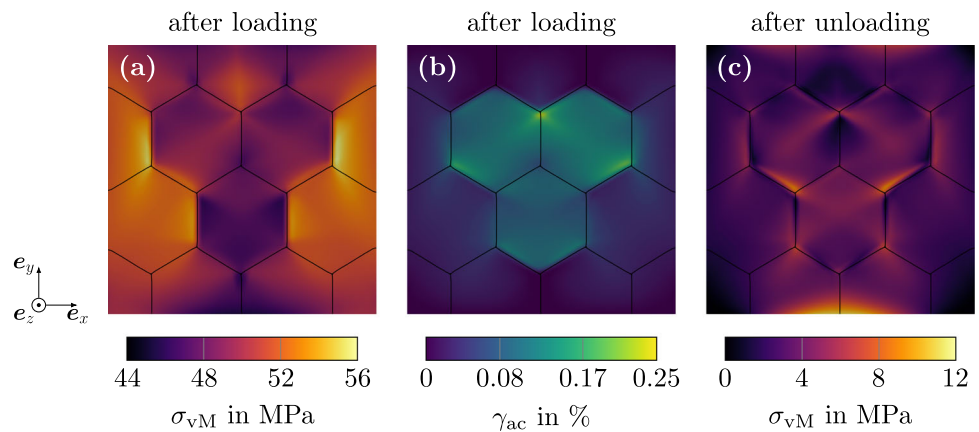 after loading after loading after unloading
(a) (b) (c)
e_y
e_z e_x
44 48 52 56 0 0.08 0.17 0.25 0 4 8 12
σ_vM in MPa γ_ac in % σ_vM in MPa